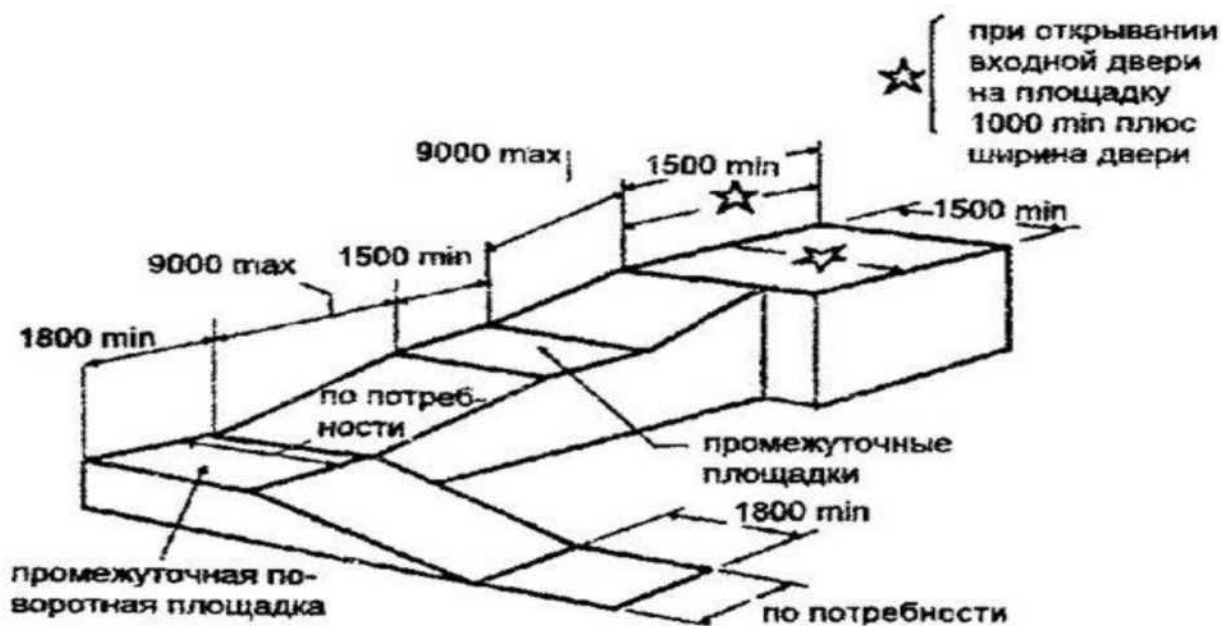 при открывании
входной двери
на площадку
1000 min плюс
ширина двери
9000 max
1500 min
1500 min
9000 max
1500 min
1800 min
по потреб-
ности
промежуточные
площадки
1800 min
промежуточная по-
воротная площадка
по потребности